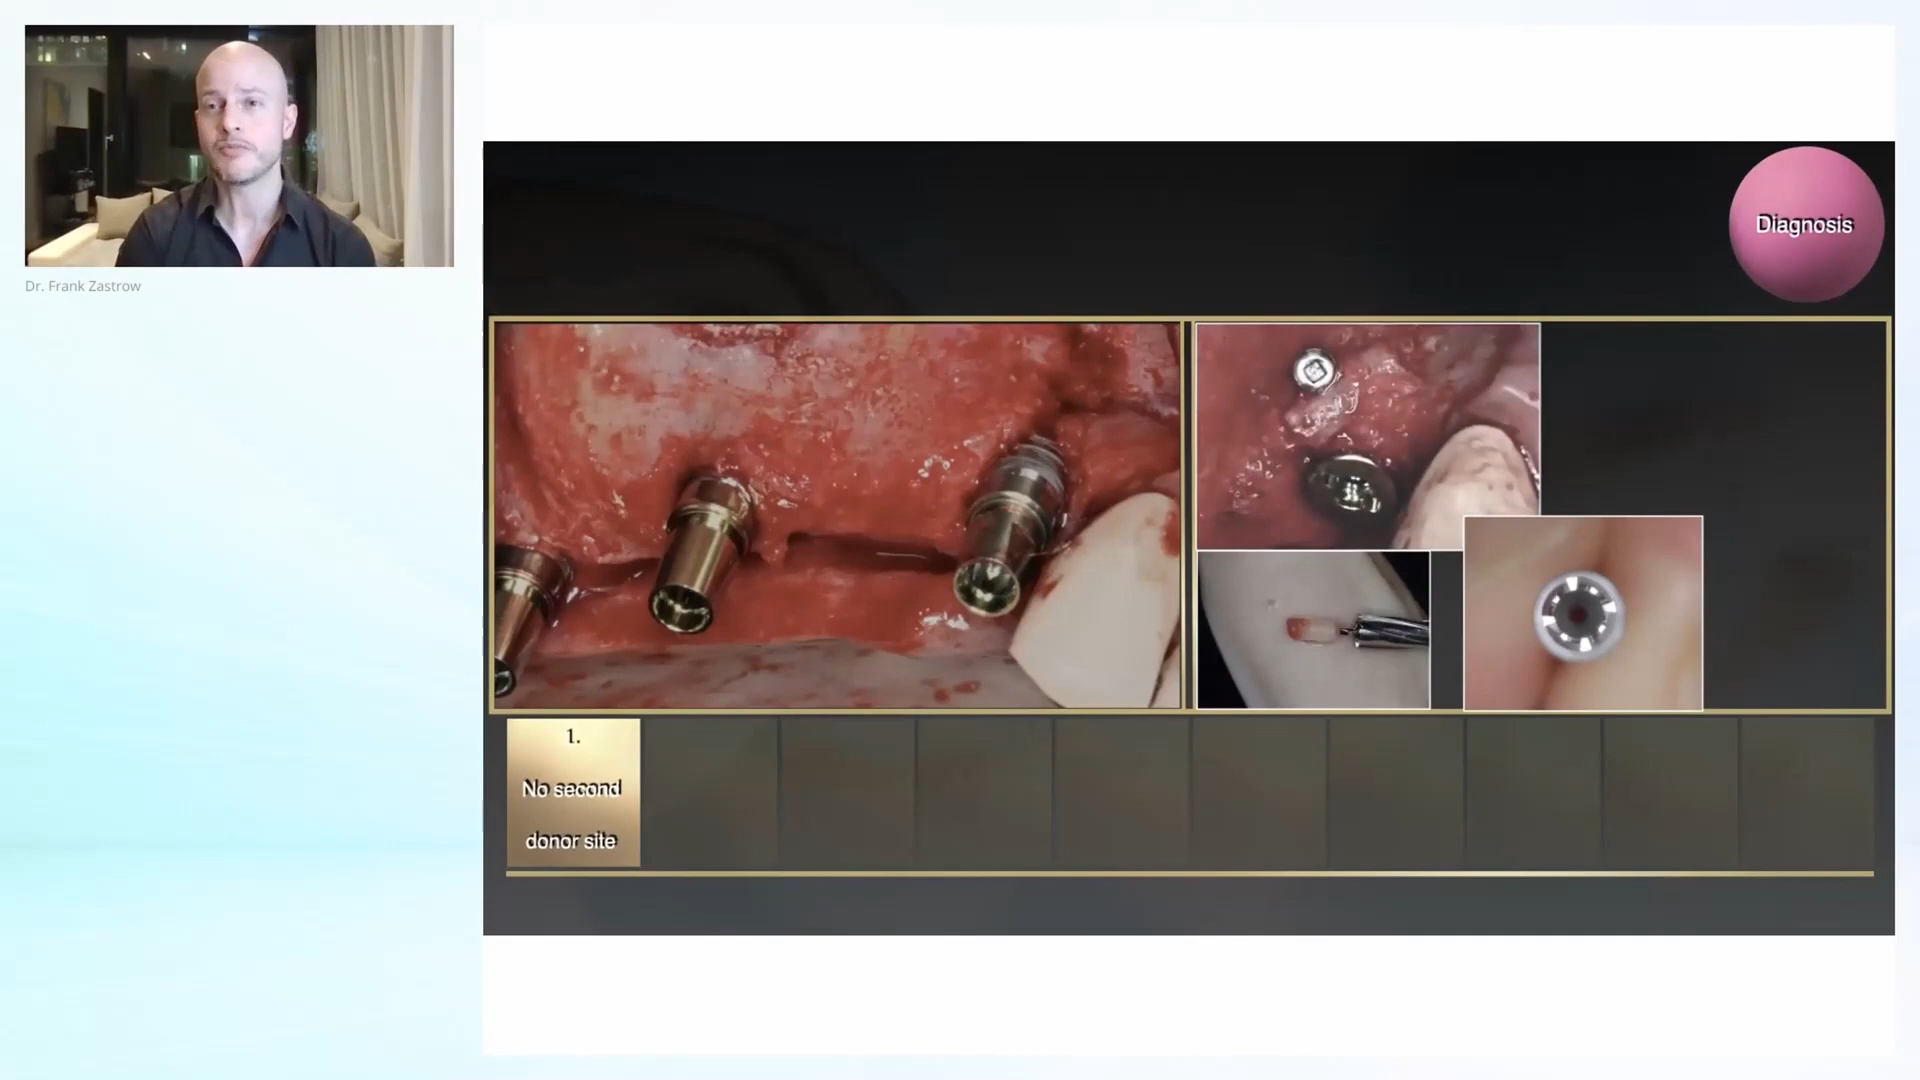 Dr. Frank Zastrow
Diagnosis
1.
No second
donor site